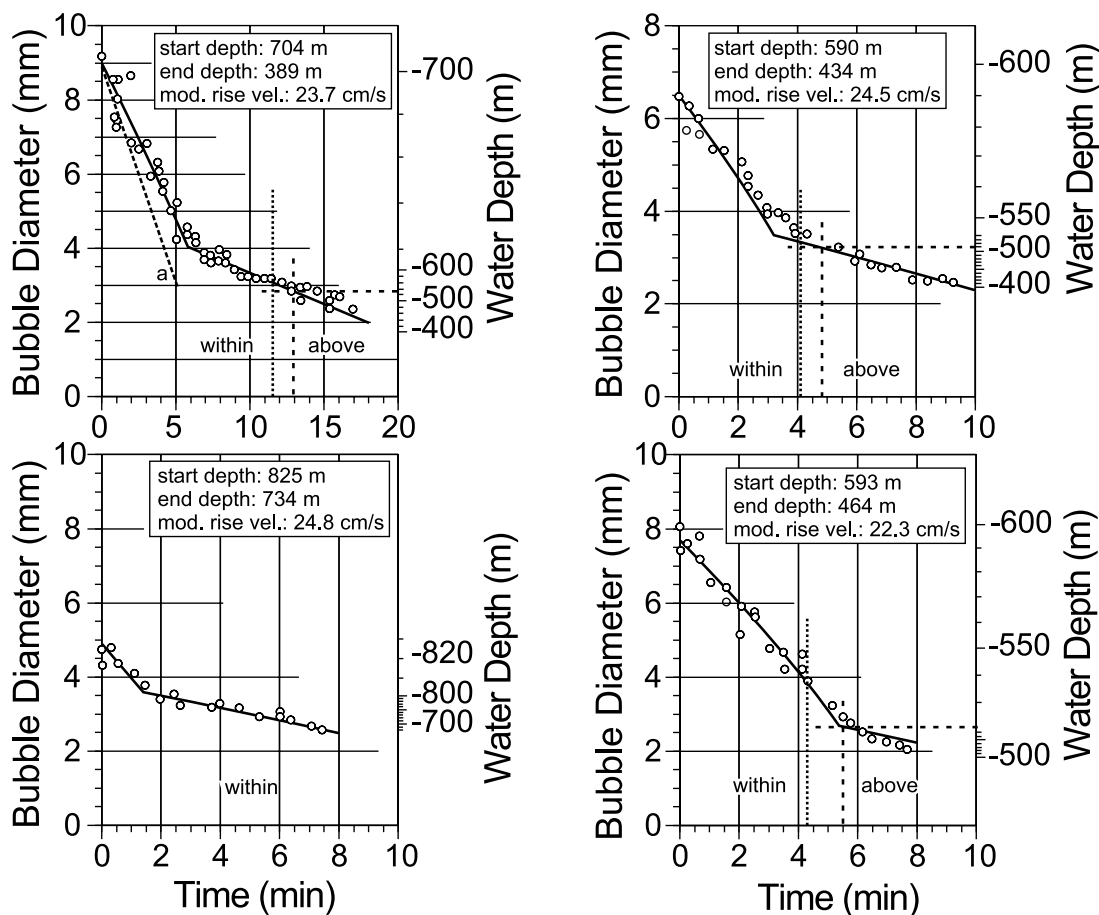 Bubble Diameter (mm)
10
8
6
4
2
0
start depth: 704 m
end depth: 389 m
mod. rise vel.: 23.7 cm/s
a
within
above
0
5
10
15
20
-700
-600
-500
-400
Water Depth (m)
Bubble Diameter (mm)
8
6
4
2
0
start depth: 590 m
end depth: 434 m
mod. rise vel.: 24.5 cm/s
within
above
0
2
4
6
8
10
-600
-550
-500
-400
Water Depth (m)
Bubble Diameter (mm)
10
8
6
4
2
0
start depth: 825 m
end depth: 734 m
mod. rise vel.: 24.8 cm/s
within
0
2
4
6
8
10
Time (min)
-820
-800
-700
Water Depth (m)
Bubble Diameter (mm)
10
8
6
4
2
0
start depth: 593 m
end depth: 464 m
mod. rise vel.: 22.3 cm/s
within
above
0
2
4
6
8
10
Time (min)
-600
-550
-500
Water Depth (m)